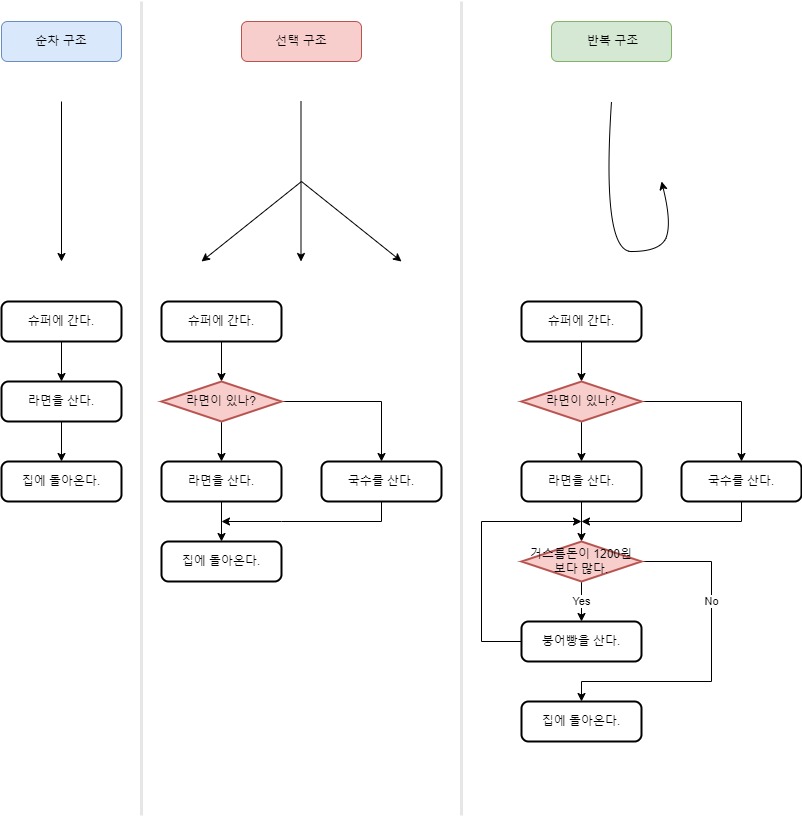 순차 구조
선택 구조
반복 구조
슈퍼에 간다.
라면을 산다.
집에 돌아온다.
슈퍼에 간다.
라면이 있나?
라면을 산다.
국수를 산다.
집에 돌아온다.
슈퍼에 간다.
라면이 있나?
라면을 산다.
국수를 산다.
거스름돈이 1200원
보다 많다.
Yes
No
붕어빵을 산다.
집에 돌아온다.